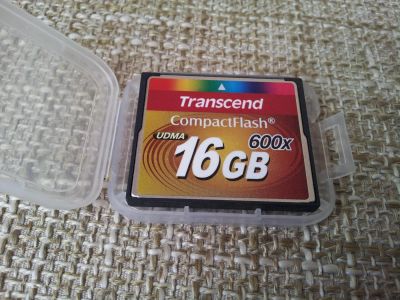 Transcend
CompactFlash®
UDMA 600x
16GB